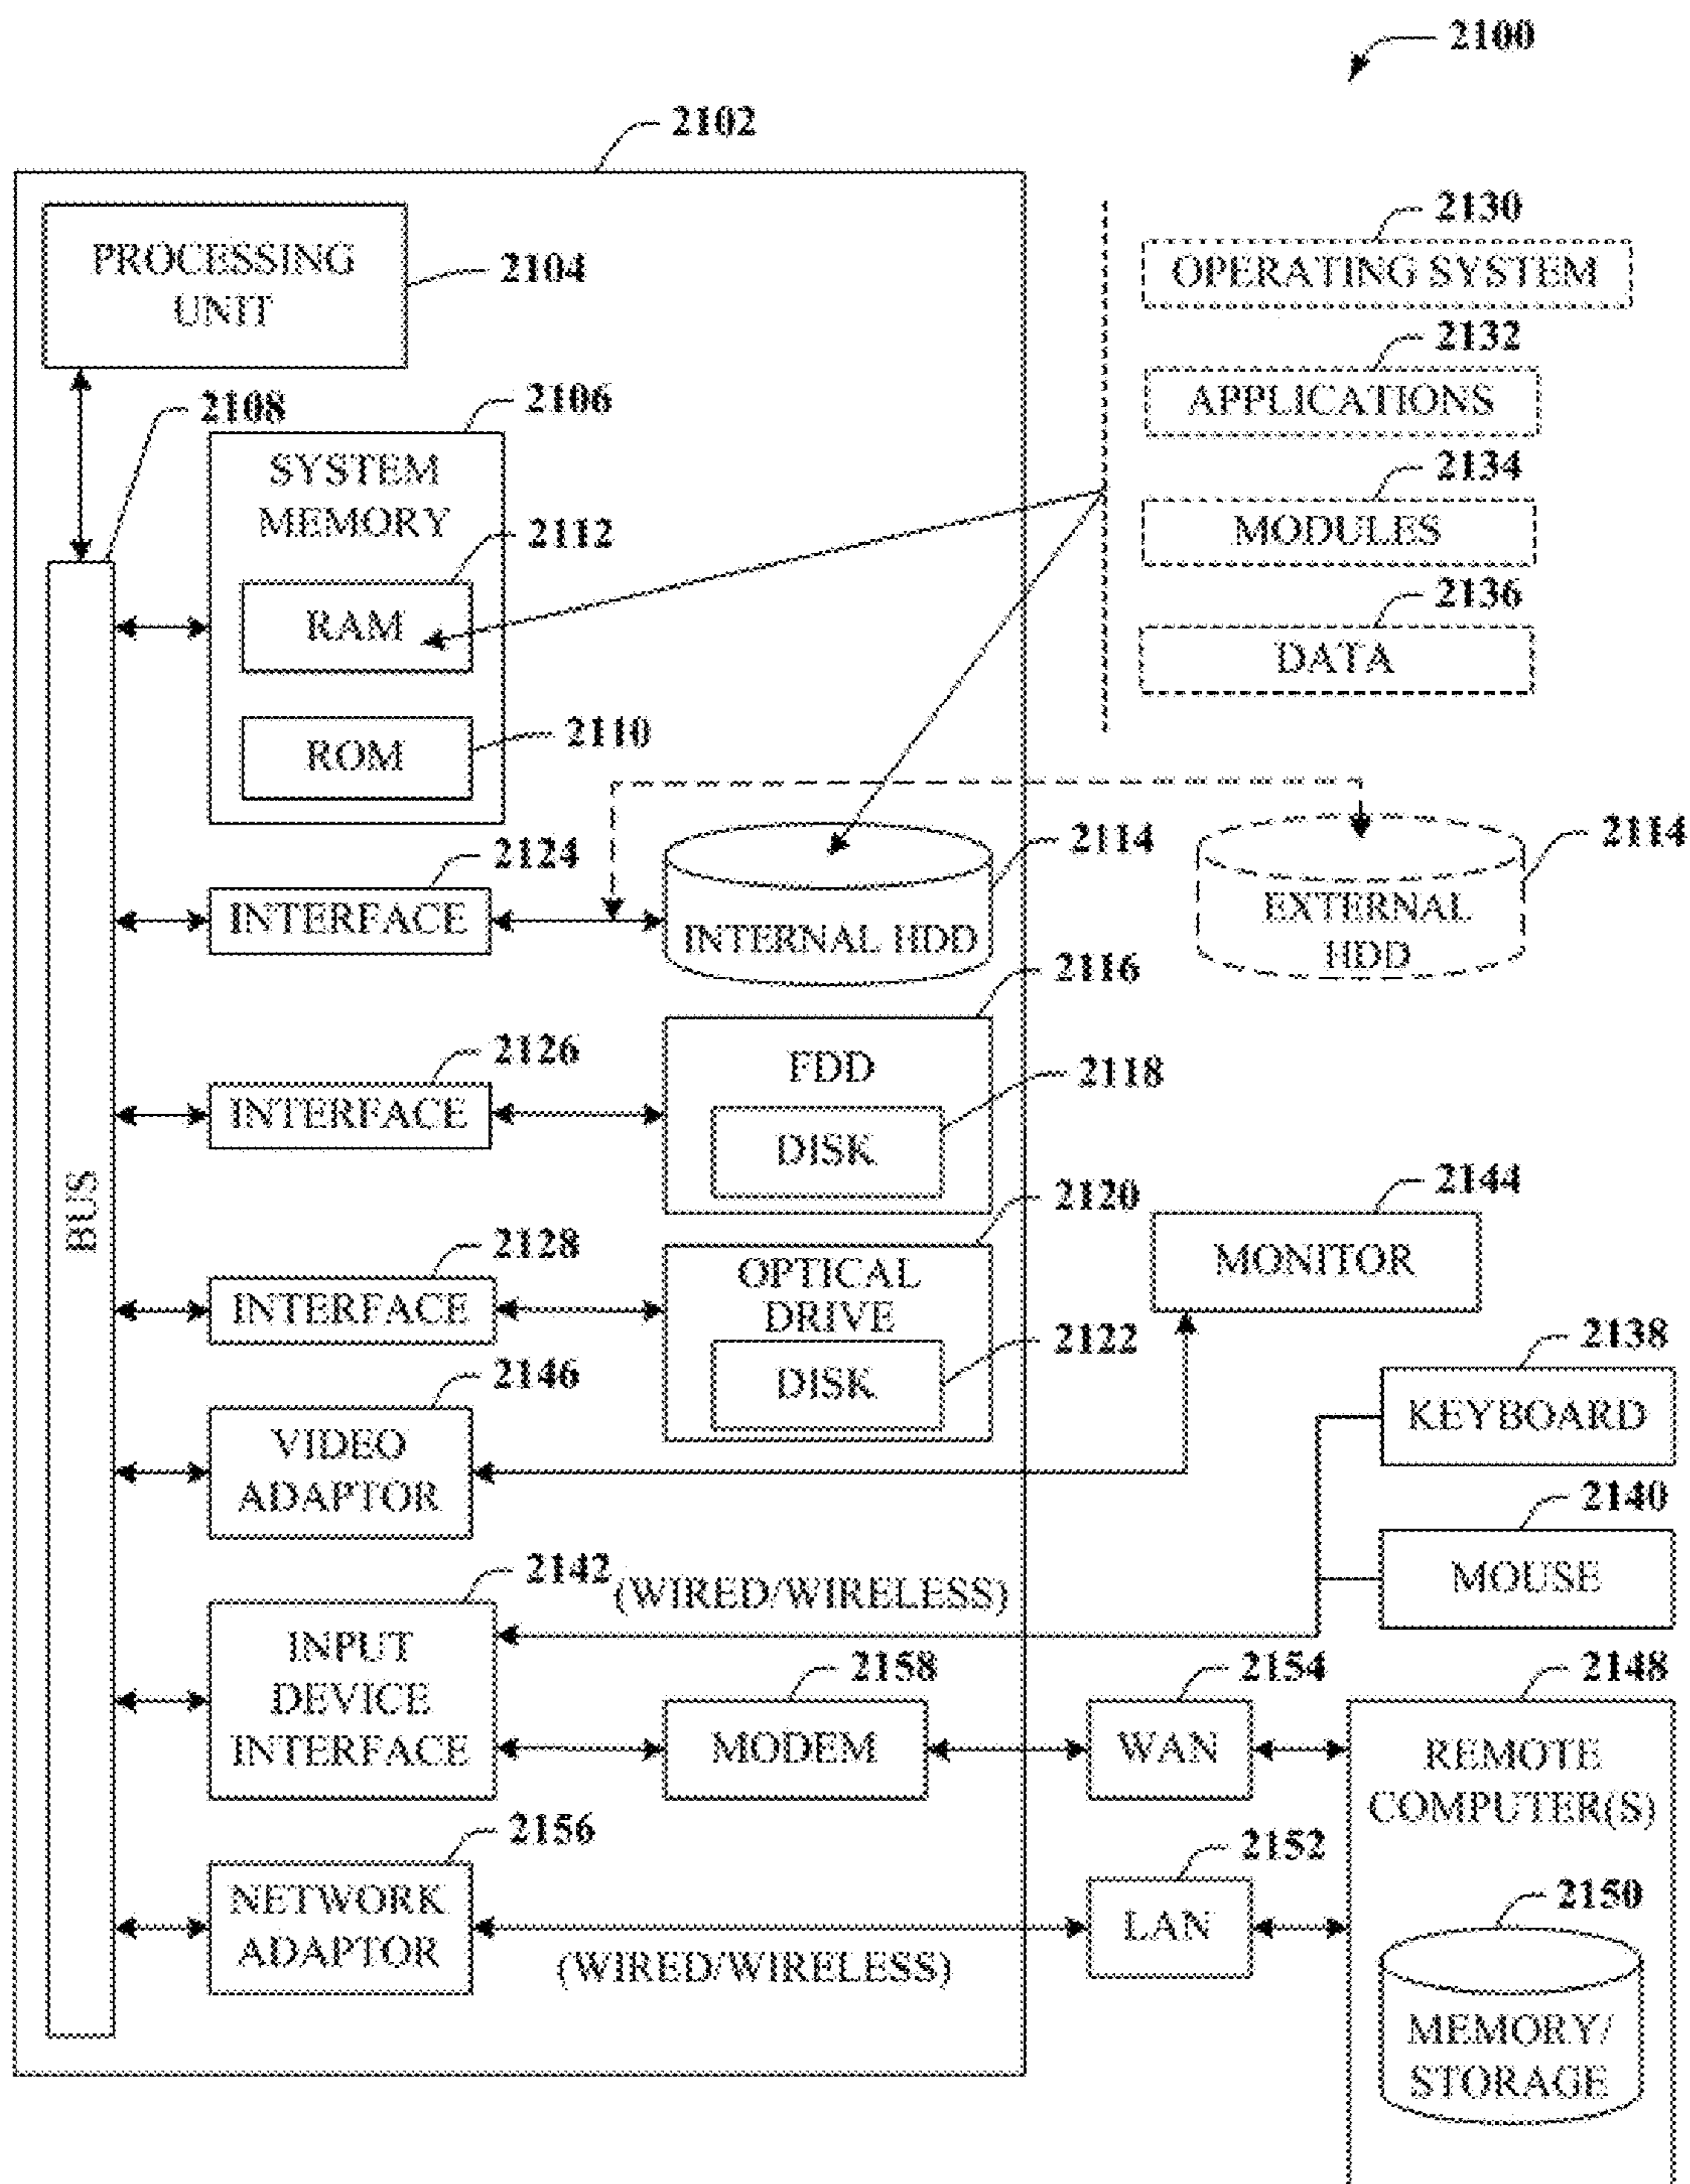 2100
2102
PROCESSING
UNIT
2104
2130
OPERATING SYSTEM
2132
APPLICATIONS
2134
MODULES
2136
DATA
2108
2106
SYSTEM
MEMORY
2112
RAM
2110
ROM
2124
INTERFACE
2114
INTERNAL HDD
2114
EXTERNAL
HDD
2116
FDD
2126
INTERFACE
2118
DISK
BUS
2120
OPTICAL
DRIVE
2128
INTERFACE
2122
DISK
2144
MONITOR
2146
VIDEO
ADAPTOR
2138
KEYBOARD
2140
MOUSE
2142
(WIRED/WIRELESS)
INPUT
DEVICE
INTERFACE
2158
MODEM
2154
WAN
2148
REMOTE
COMPUTER(S)
2156
NETWORK
ADAPTOR
(WIRED/WIRELESS)
2152
LAN
2150
MEMORY/
STORAGE